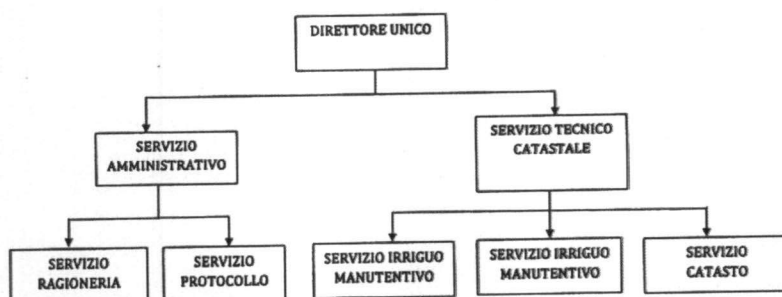 DIRETTORE UNICO
SERVIZIO
AMMINISTRATIVO
SERVIZIO TECNICO
CATASTALE
SERVIZIO
RAGIONERIA
SERVIZIO
PROTOCOLLO
SERVIZIO IRRIGUO
MANUTENTIVO
SERVIZIO IRRIGUO
MANUTENTIVO
SERVIZIO
CATASTO